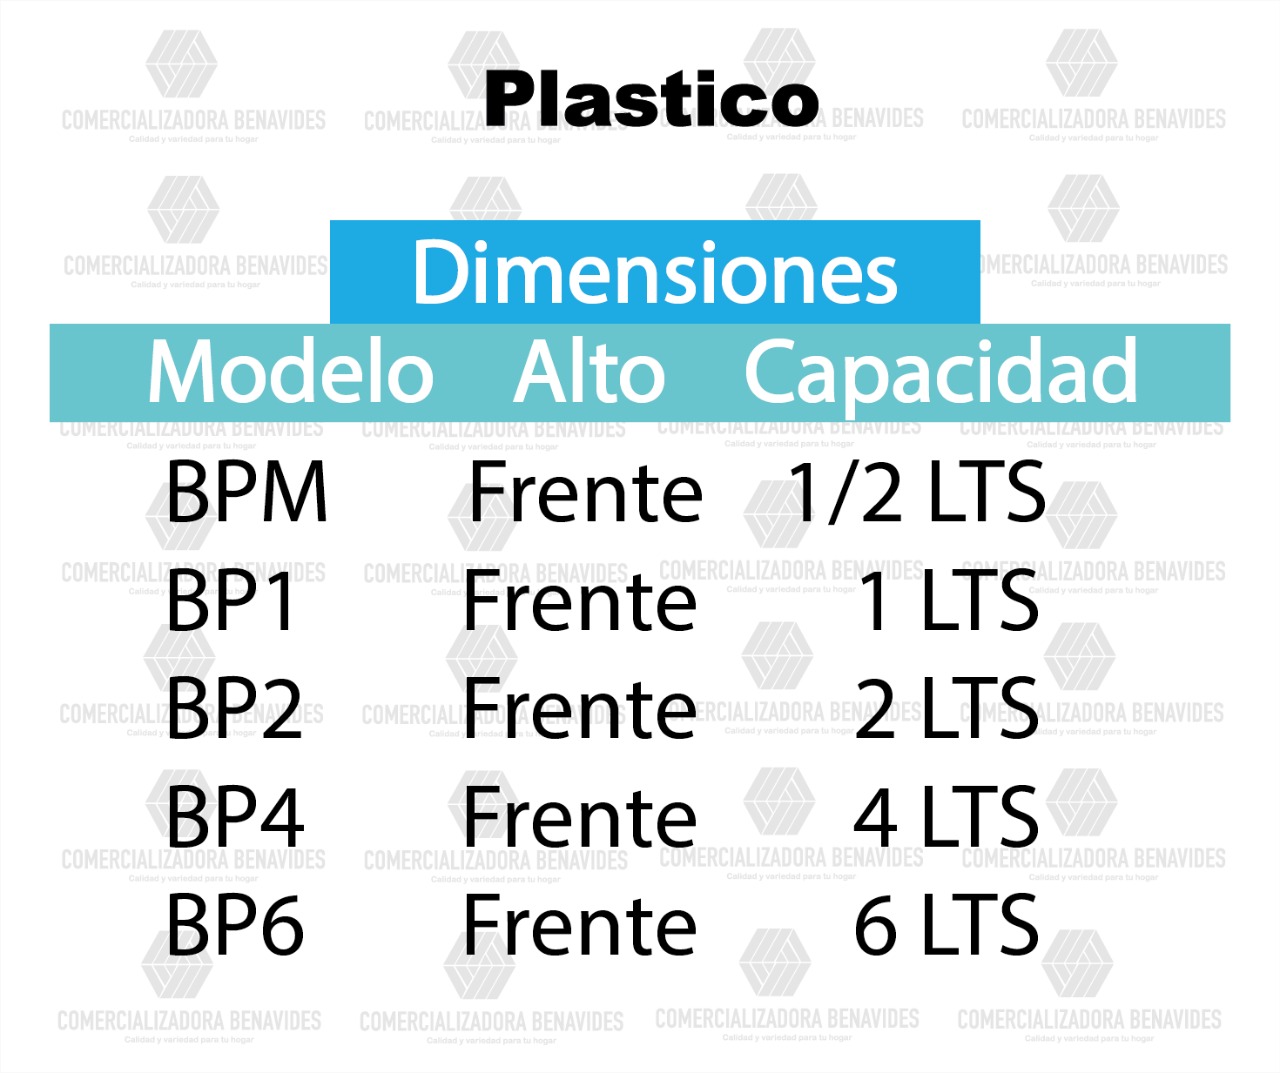 Plastico
COMERCIALIZADORA BENAVIDES
Calidad y variedad para tu hogar
Dimensiones
Modelo Alto Capacidad
BPM Frente 1/2 LTS
BP1 Frente 1 LTS
BP2 Frente 2 LTS
BP4 Frente 4 LTS
BP6 Frente 6 LTS